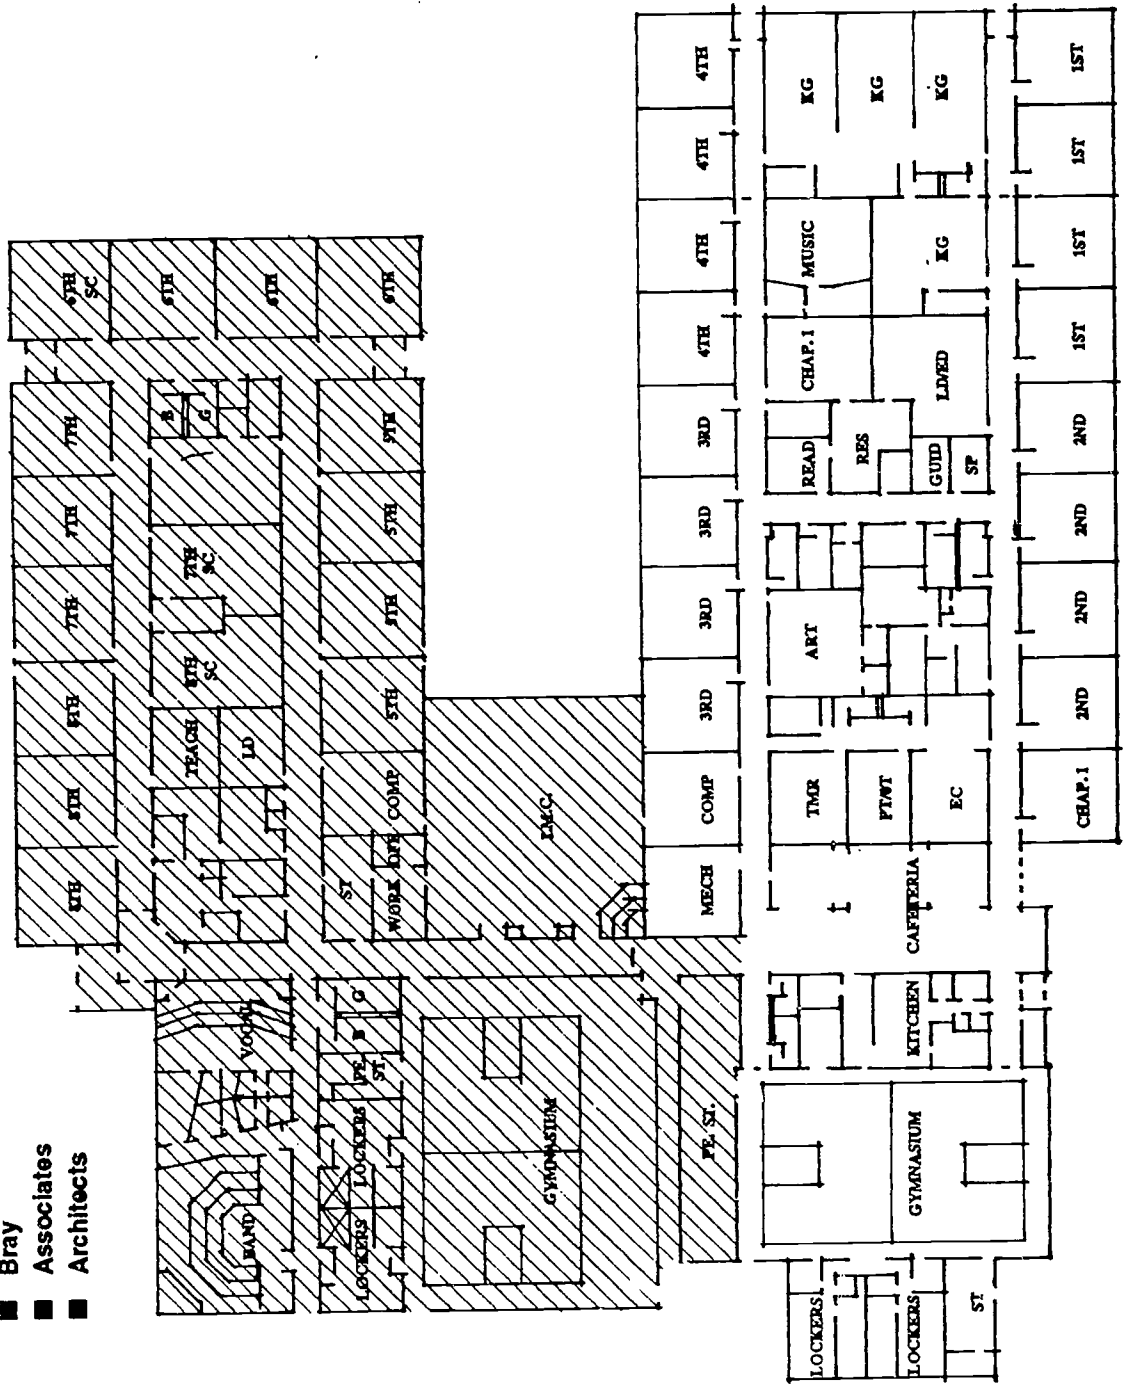 Bray
Associates
Architects
8TH
8TH
8TH
7TH
7TH
7TH
6TH
SC
BAND
VOCAL
TEACH
LD
8TH
SC
7TH
SC
B
G
6TH
6TH
LOCKERS
LOCKERS
PE
ST.
B
G
ST
WORK
OFF
COMP
5TH
5TH
5TH
5TH
6TH
GYMNASIUM
I.M.C.
PE. ST.
MECH
COMP
3RD
3RD
3RD
3RD
4TH
4TH
4TH
4TH
LOCKERS
LOCKERS
ST
GYMNASIUM
KITCHEN
CAFETERIA
TMR
PT/OT
EC
ART
READ
RES
GUID
SP
CHAP. I
LD/ED
MUSIC
KG
KG
KG
KG
CHAP. I
2ND
2ND
2ND
2ND
1ST
1ST
1ST
1ST